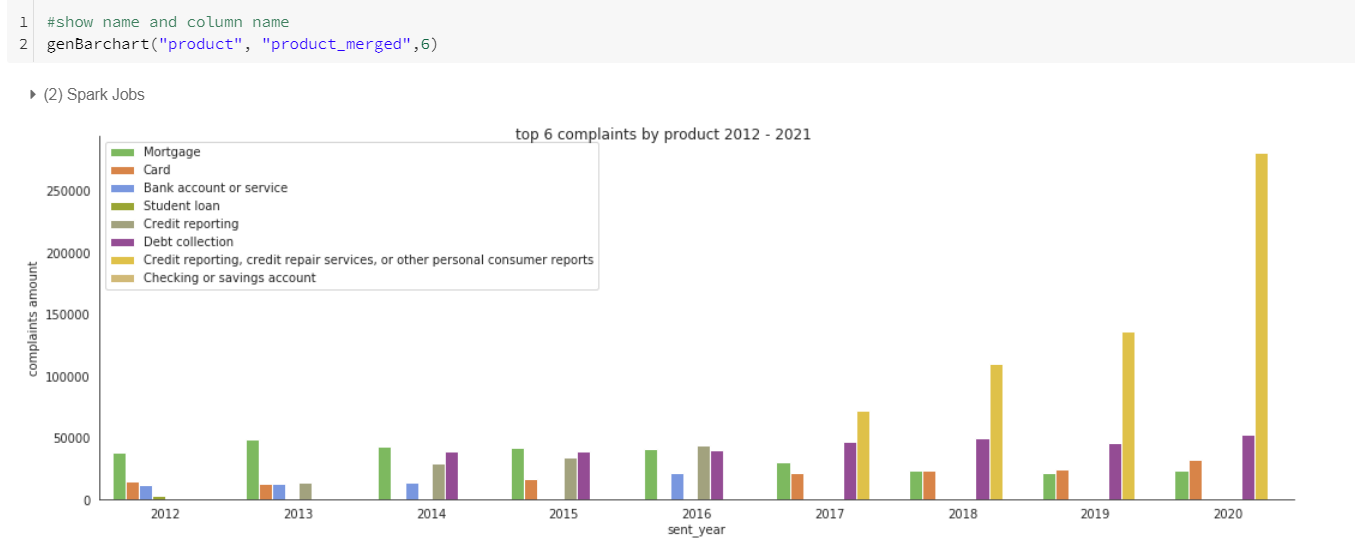 1 #show name and column name
2 genBarchart("product", "product_merged",6)
(2) Spark Jobs
top 6 complaints by product 2012 - 2021
Mortgage
Card
Bank account or service
Student loan
Credit reporting
Debt collection
Credit reporting, credit repair services, or other personal consumer reports
Checking or savings account
complaints amount
250000
200000
150000
100000
50000
0
2012 2013 2014 2015 2016 2017 2018 2019 2020
sent_year